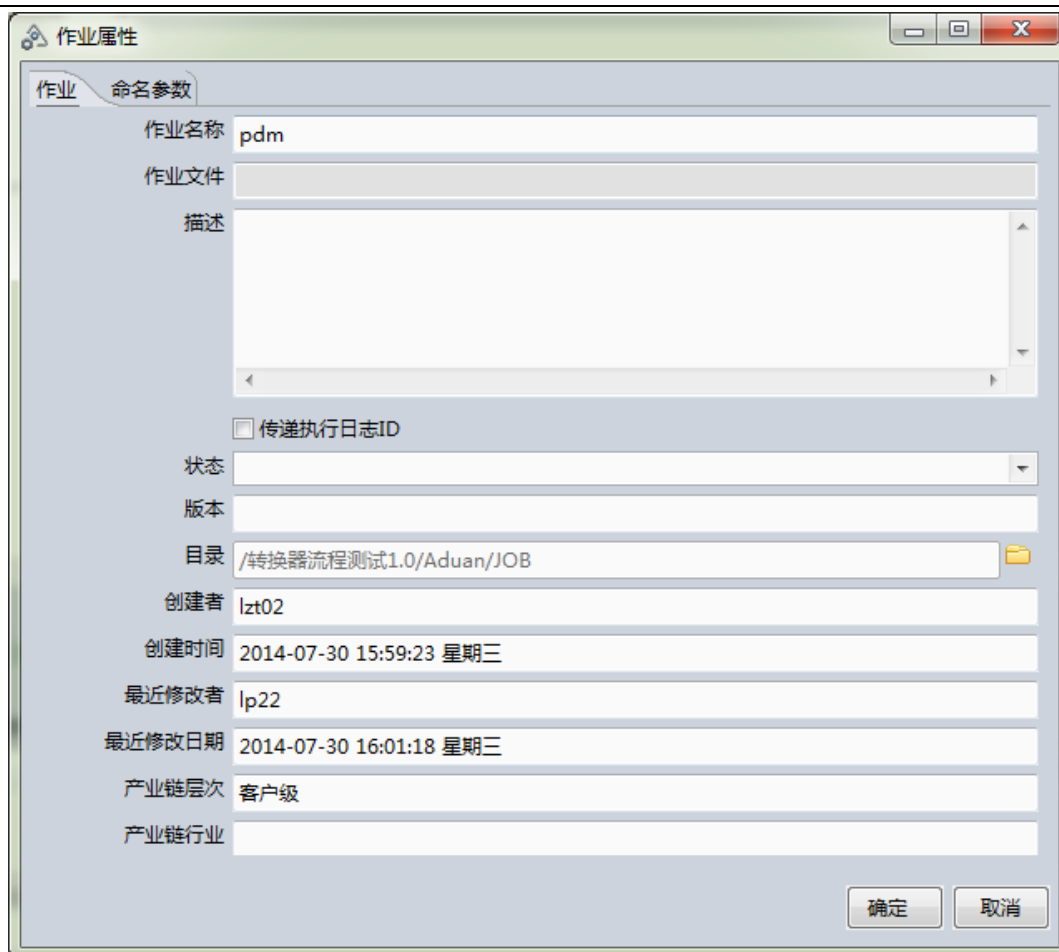 作业属性
作业 命名参数
作业名称 pdm
作业文件
描述
传递执行日志ID
状态
版本
目录 /转换器流程测试1.0/Aduan/JOB
创建者 lzt02
创建时间 2014-07-30 15:59:23 星期三
最近修改者 lp22
最近修改日期 2014-07-30 16:01:18 星期三
产业链层次 客户级
产业链行业
确定 取消